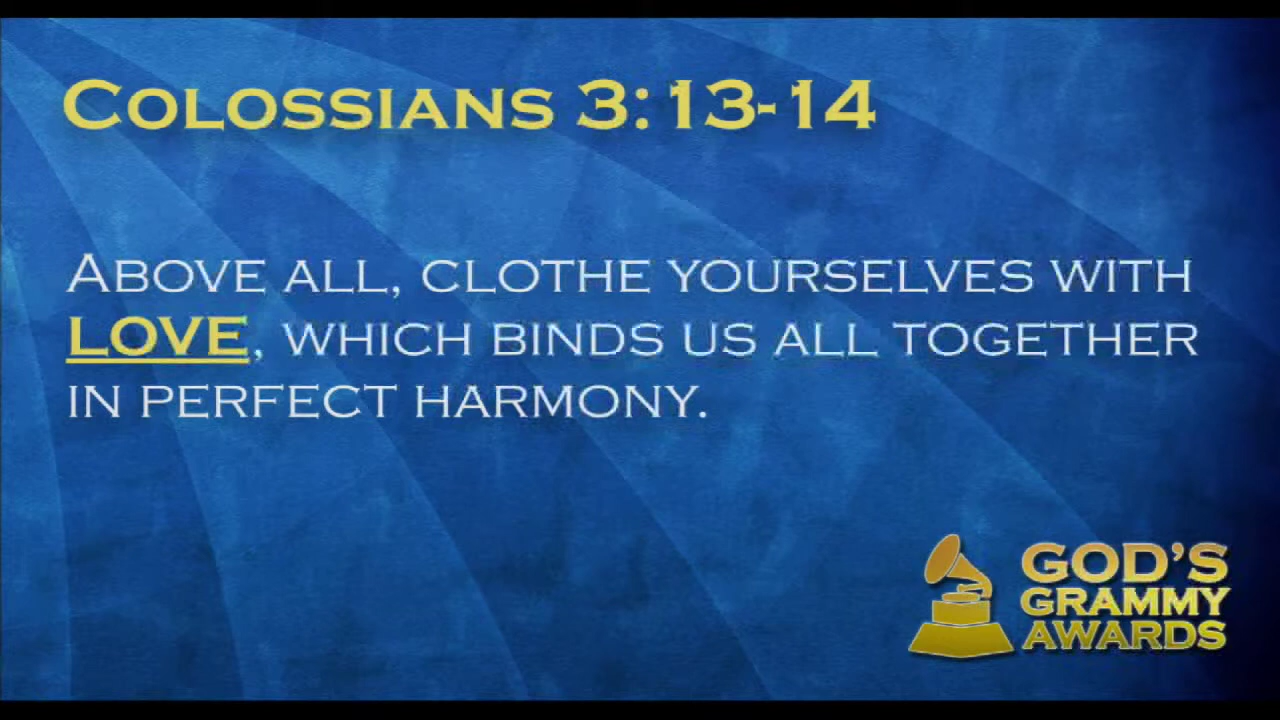 COLOSSIANS 3:13-14
ABOVE ALL, CLOTHE YOURSELVES WITH
LOVE, WHICH BINDS US ALL TOGETHER
IN PERFECT HARMONY.
GOD'S
GRAMMY
AWARDS